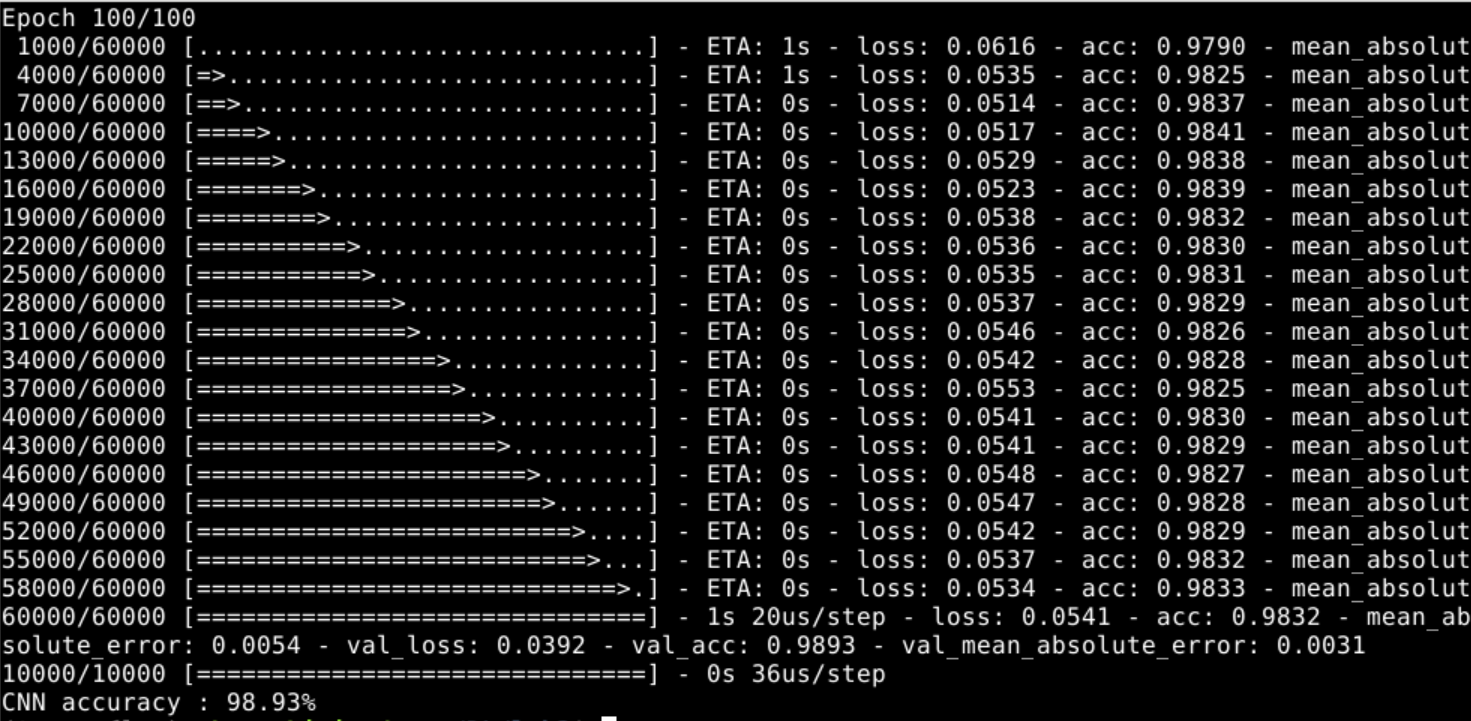 Epoch 100/100
 1000/60000 [..............................] - ETA: 1s - loss: 0.0616 - acc: 0.9790 - mean_absolut
 4000/60000 [=>............................] - ETA: 1s - loss: 0.0535 - acc: 0.9825 - mean_absolut
 7000/60000 [==>...........................] - ETA: 0s - loss: 0.0514 - acc: 0.9837 - mean_absolut
10000/60000 [====>.........................] - ETA: 0s - loss: 0.0517 - acc: 0.9841 - mean_absolut
13000/60000 [=====>........................] - ETA: 0s - loss: 0.0529 - acc: 0.9838 - mean_absolut
16000/60000 [=======>......................] - ETA: 0s - loss: 0.0523 - acc: 0.9839 - mean_absolut
19000/60000 [========>.....................] - ETA: 0s - loss: 0.0538 - acc: 0.9832 - mean_absolut
22000/60000 [==========>...................] - ETA: 0s - loss: 0.0536 - acc: 0.9830 - mean_absolut
25000/60000 [===========>..................] - ETA: 0s - loss: 0.0535 - acc: 0.9831 - mean_absolut
28000/60000 [=============>................] - ETA: 0s - loss: 0.0537 - acc: 0.9829 - mean_absolut
31000/60000 [==============>...............] - ETA: 0s - loss: 0.0546 - acc: 0.9826 - mean_absolut
34000/60000 [================>.............] - ETA: 0s - loss: 0.0542 - acc: 0.9828 - mean_absolut
37000/60000 [=================>............] - ETA: 0s - loss: 0.0553 - acc: 0.9825 - mean_absolut
40000/60000 [===================>..........] - ETA: 0s - loss: 0.0541 - acc: 0.9830 - mean_absolut
43000/60000 [====================>.........] - ETA: 0s - loss: 0.0541 - acc: 0.9829 - mean_absolut
46000/60000 [======================>.......] - ETA: 0s - loss: 0.0548 - acc: 0.9827 - mean_absolut
49000/60000 [=======================>......] - ETA: 0s - loss: 0.0547 - acc: 0.9828 - mean_absolut
52000/60000 [=========================>....] - ETA: 0s - loss: 0.0542 - acc: 0.9829 - mean_absolut
55000/60000 [==========================>...] - ETA: 0s - loss: 0.0537 - acc: 0.9832 - mean_absolut
58000/60000 [============================>.] - ETA: 0s - loss: 0.0534 - acc: 0.9833 - mean_absolut
60000/60000 [==============================] - 1s 20us/step - loss: 0.0541 - acc: 0.9832 - mean_ab
solute_error: 0.0054 - val_loss: 0.0392 - val_acc: 0.9893 - val_mean_absolute_error: 0.0031
10000/10000 [==============================] - 0s 36us/step
CNN accuracy : 98.93%